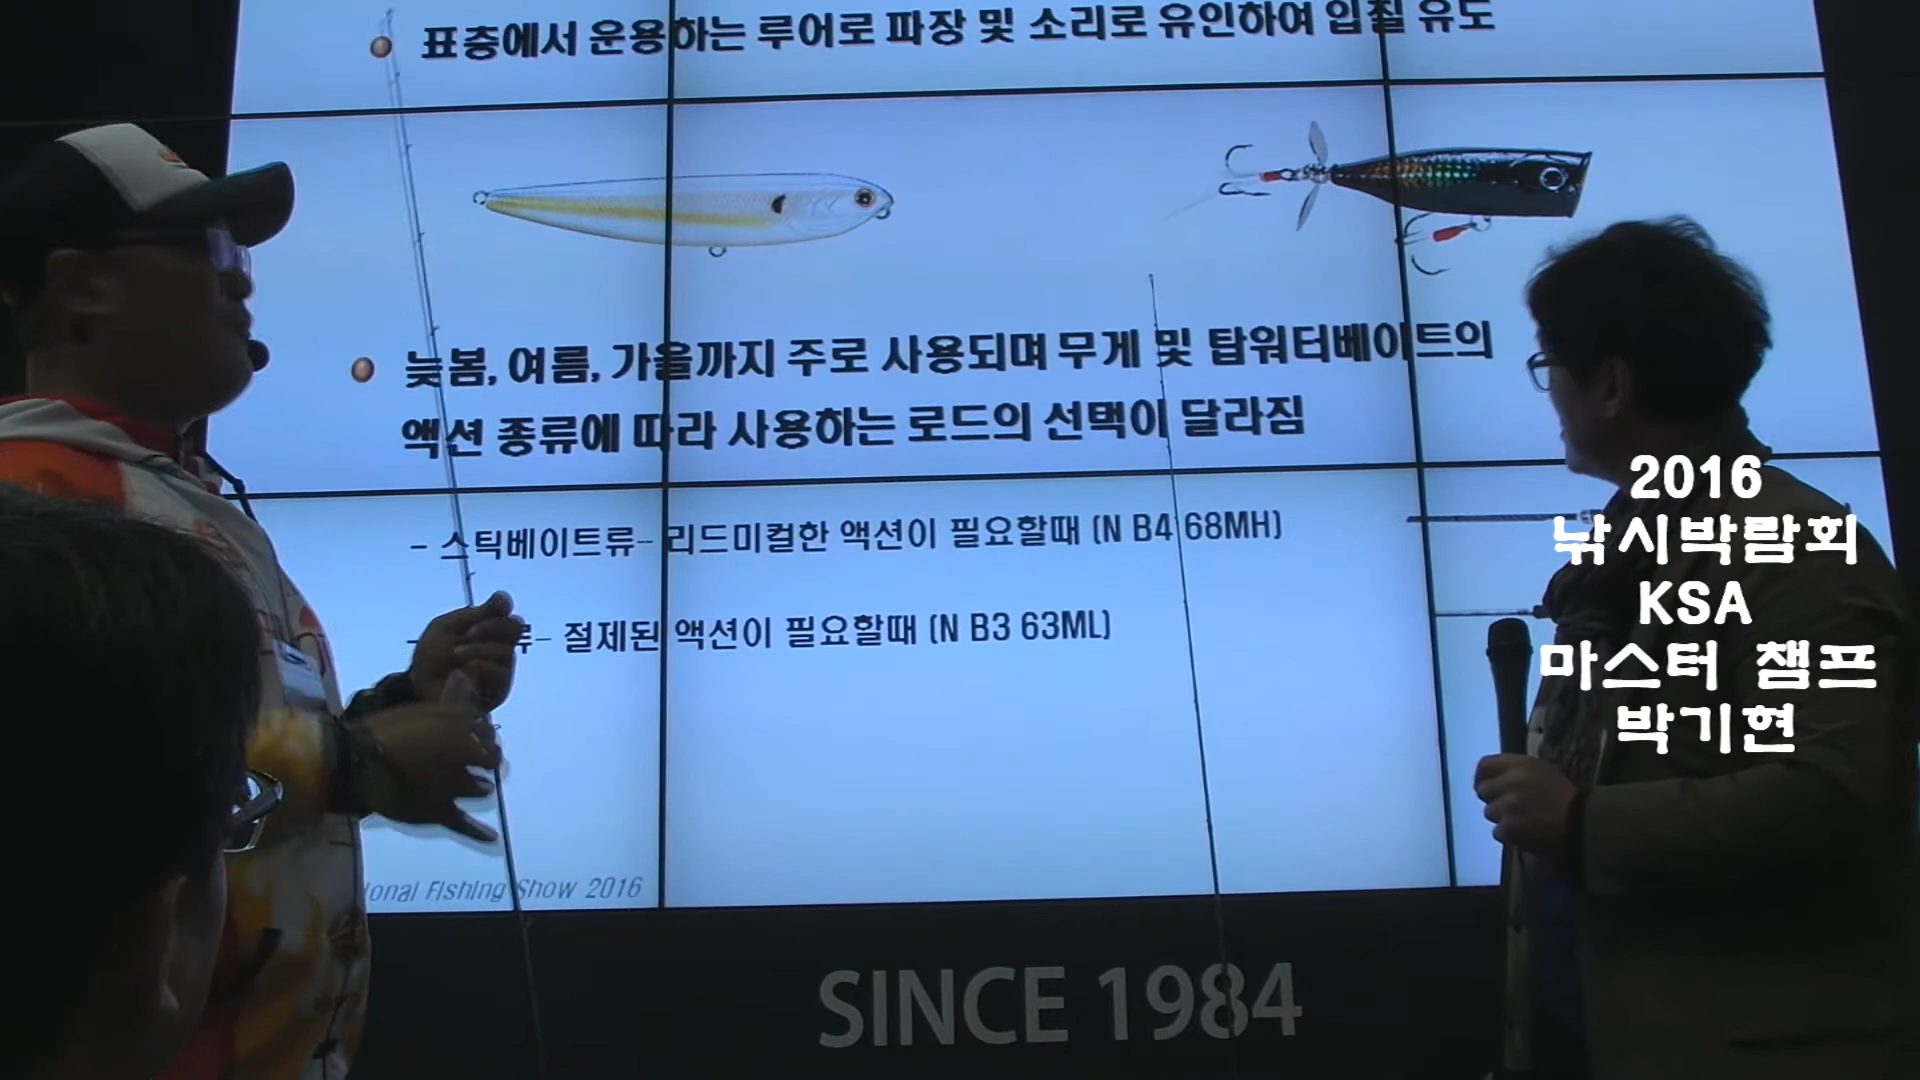 표층에서 운용하는 루어로 파장 및 소리로 유인하여 입질 유도
늦봄, 여름, 가을까지 주로 사용되며 무게 및 탑워터베이트의
액션 종류에 따라 사용하는 로드의 선택이 달라짐
- 스틱베이트류- 리드미컬한 액션이 필요할때 (N B4 68MH)
- 류- 절제된 액션이 필요할때 (N B3 63ML)
Fishing Show 2016
SINCE 1984
2016
낚시박람회
KSA
마스터 챔프
박기현